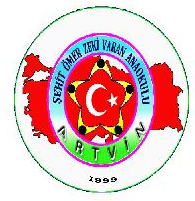 ŞEHİT ÖMER ZEKİ VARAN ANAOKULU
ARTVİN
1999